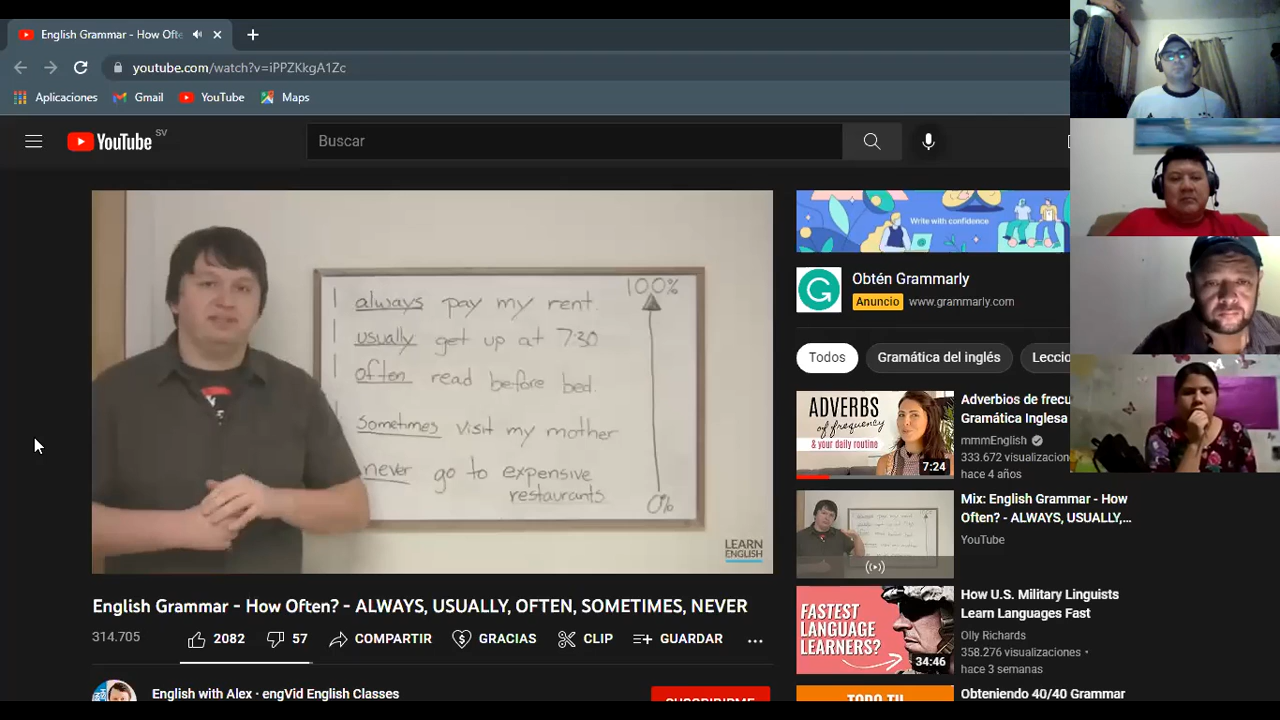 English Grammar - How Ofte
youtube.com/watch?v=iPPZKkgA1Zc
Aplicaciones
Gmail
YouTube
Maps
YouTube SV
Buscar
I always pay my rent.
I usually get up at 7:30
I often read before bed.
I sometimes visit my mother
never go to expensive
restaurants
100%
0%
LEARN
ENGLISH
English Grammar - How Often? - ALWAYS, USUALLY, OFTEN, SOMETIMES, NEVER
314.705
2082
57
COMPARTIR
GRACIAS
CLIP
GUARDAR
English with Alex · engVid English Classes
SUSCRIBIRME
Write with confidence
Obtén Grammarly
Anuncio www.grammarly.com
Todos
Gramática del inglés
Leccio
ADVERBS
of frequency
& your daily routine
7:24
Adverbios de frecu
Gramática Inglesa
mmmEnglish
333.672 visualizacion
hace 4 años
Mix: English Grammar - How
Often? - ALWAYS, USUALLY,...
YouTube
FASTEST
LANGUAGE
LEARNERS?
34:46
How U.S. Military Linguists
Learn Languages Fast
Olly Richards
358.276 visualizaciones •
hace 3 semanas
TODO TU
Obteniendo 40/40 Grammar